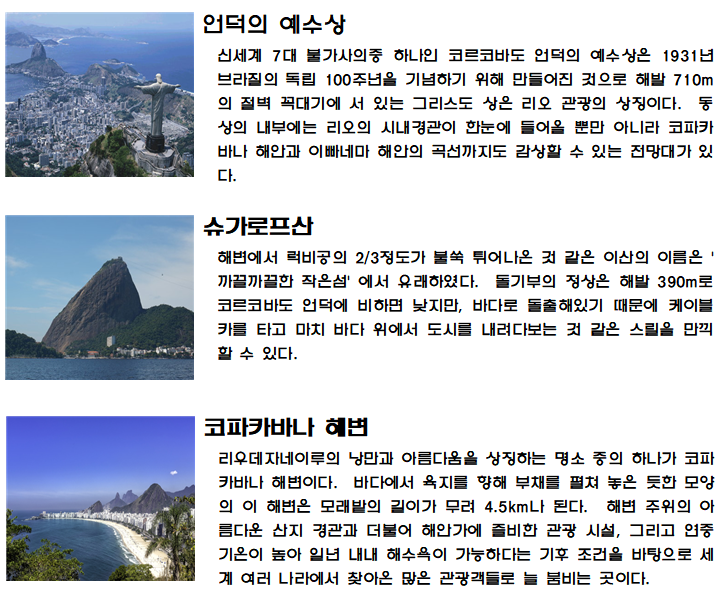 언덕의 예수상
신세계 7대 불가사의중 하나인 코르코바도 언덕의 예수상은 1931년
브라질의 독립 100주년을 기념하기 위해 만들어진 것으로 해발 710m
의 절벽 꼭대기에 서 있는 그리스도 상은 리오 관광의 상징이다. 동
상의 내부에는 리오의 시내경관이 한눈에 들어올 뿐만 아니라 코파카
바나 해안과 이빠네마 해안의 곡선까지도 감상할 수 있는 전망대가 있
다.
슈가로프산
해변에서 럭비공의 2/3정도가 불쑥 튀어나온 것 같은 이산의 이름은 '
까끌까끌한 작은섬' 에서 유래하였다. 돌기부의 정상은 해발 390m로
코르코바도 언덕에 비하면 낮지만, 바다로 돌출해있기 때문에 케이블
카를 타고 마치 바다 위에서 도시를 내려다보는 것 같은 스릴을 만끽
할 수 있다.
코파카바나 해변
리우데자네이루의 낭만과 아름다움을 상징하는 명소 중의 하나가 코파
카바나 해변이다. 바다에서 육지를 향해 부채를 펼쳐 놓은 듯한 모양
의 이 해변은 모래밭의 길이가 무려 4.5km나 된다. 해변 주위의 아
름다운 산지 경관과 더불어 해안가에 즐비한 관광 시설, 그리고 연중
기온이 높아 일년 내내 해수욕이 가능하다는 기후 조건을 바탕으로 세
계 여러 나라에서 찾아온 많은 관광객들로 늘 붐비는 곳이다.